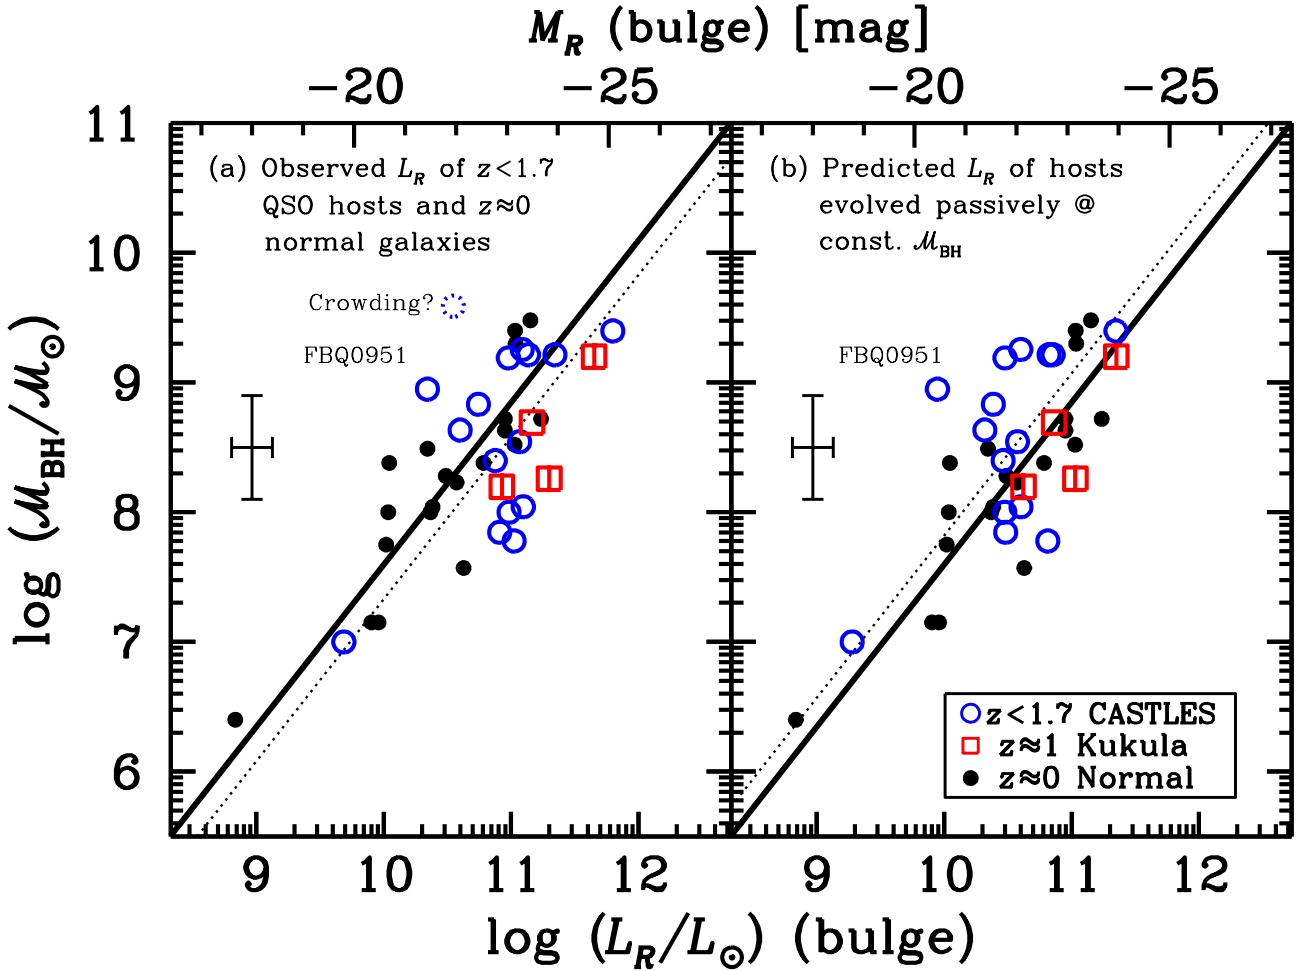 M_R (bulge) [mag]
−20 −25 −20 −25
(a) Observed L_R of z<1.7
QSO hosts and z≈0
normal galaxies
(b) Predicted L_R of hosts
evolved passively @
const. ℳ_BH
Crowding?
FBQ0951
FBQ0951
log (ℳ_BH/ℳ_⊙)
11
10
9
8
7
6
z<1.7 CASTLES
z≈1 Kukula
z≈0 Normal
9 10 11 12 9 10 11 12
log (L_R/L_⊙) (bulge)